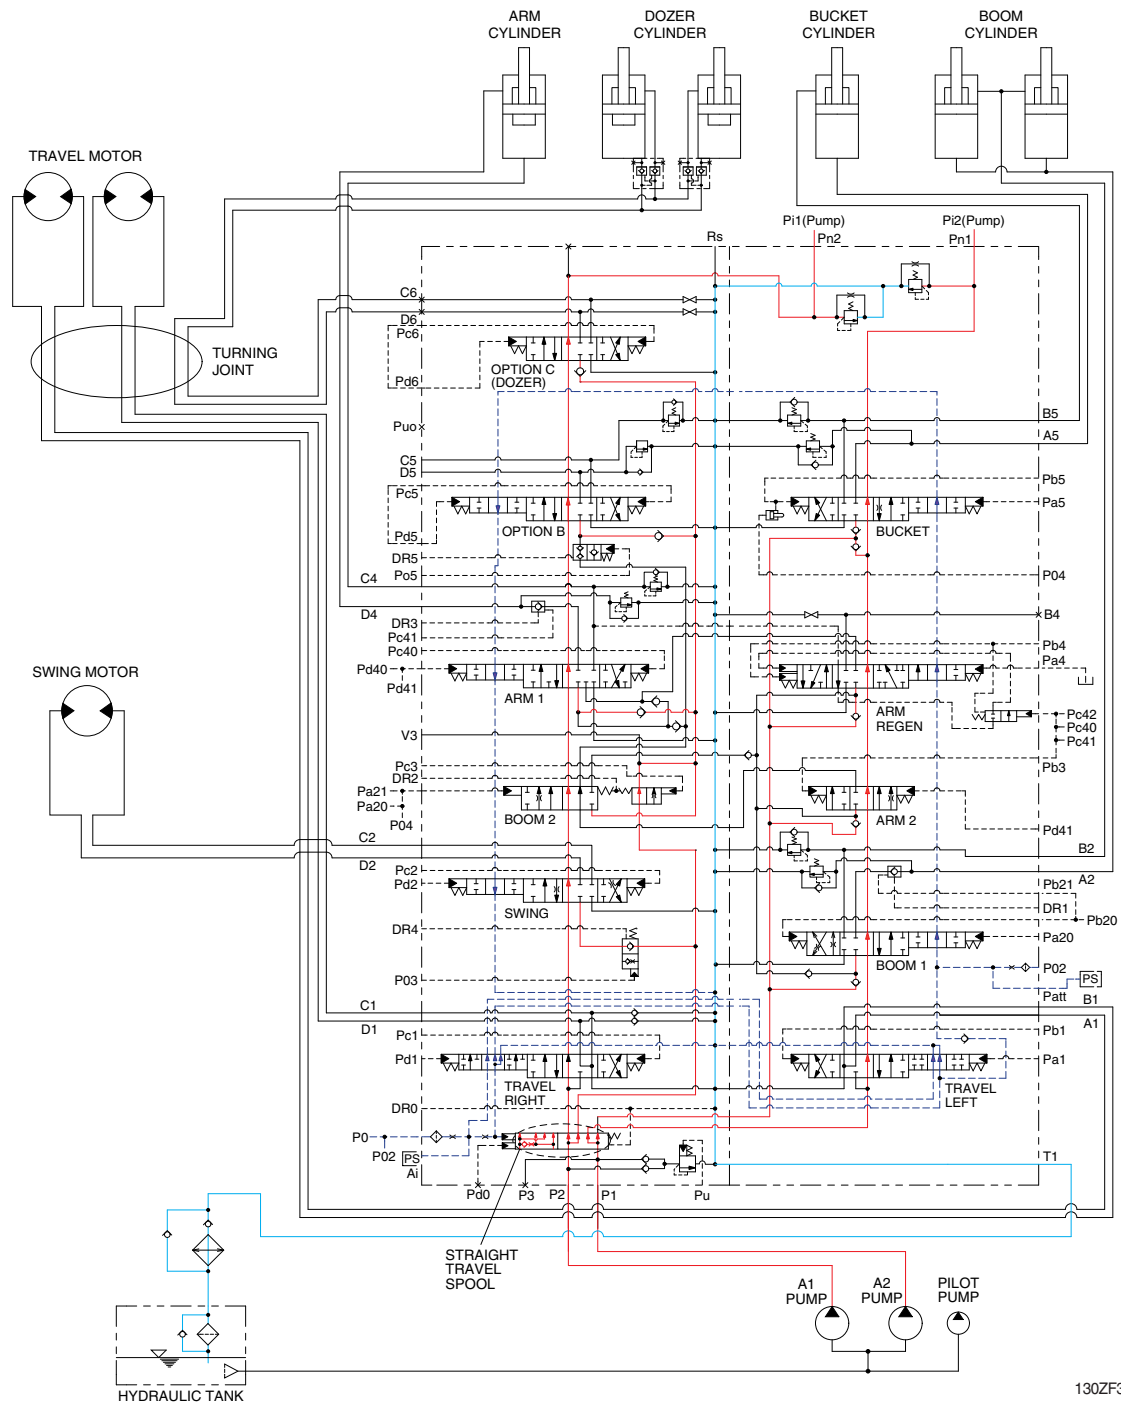 ARM
CYLINDER
DOZER
CYLINDER
BUCKET
CYLINDER
BOOM
CYLINDER
TRAVEL MOTOR
TURNING
JOINT
Rs
Pi1(Pump)
Pn2
Pi2(Pump)
Pn1
C6
D6
Pc6
Pd6
OPTION C
(DOZER)
Puo
C5
D5
Pc5
Pd5
OPTION B
DR5
Po5
B5
A5
Pb5
Pa5
BUCKET
P04
C4
D4
DR3
Pc41
Pc40
Pd40
Pd41
ARM 1
B4
Pb4
Pa4
ARM
REGEN
Pc42
Pc40
Pc41
SWING MOTOR
V3
Pc3
DR2
Pa21
Pa20
P04
BOOM 2
Pb3
ARM 2
Pd41
C2
D2
Pc2
Pd2
SWING
B2
A2
Pb21
DR1
Pb20
Pa20
BOOM 1
DR4
P03
P02
PS
Patt
C1
D1
Pc1
Pd1
TRAVEL
RIGHT
B1
A1
Pb1
Pa1
TRAVEL
LEFT
DR0
P0
P02
PS
Ai
Pd0
P3
P2
P1
Pu
T1
STRAIGHT
TRAVEL
SPOOL
A1
PUMP
A2
PUMP
PILOT
PUMP
HYDRAULIC TANK